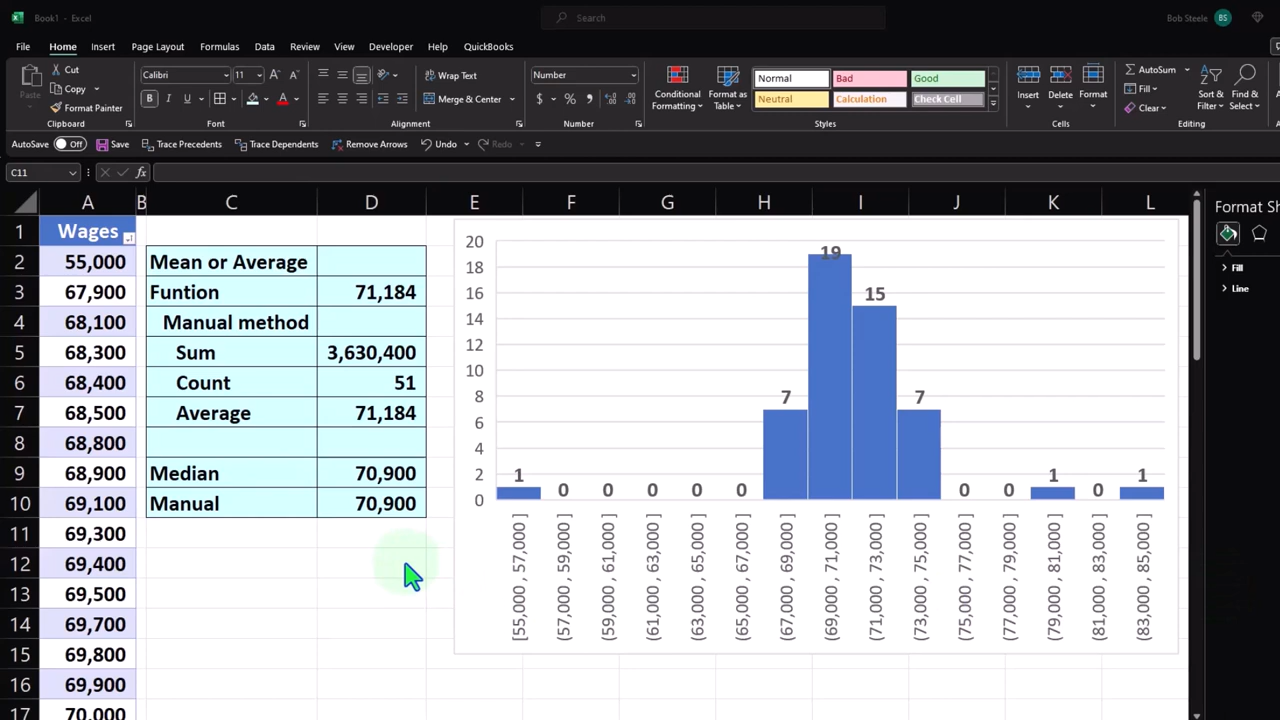 Book1 - Excel
Search
Bob Steele BS
File Home Insert Page Layout Formulas Data Review View Developer Help QuickBooks
Paste
Cut
Copy
Format Painter
Clipboard
Calibri 11
B I U A
Font
Wrap Text
Merge & Center
Alignment
Number
$ % ,
Number
Conditional Formatting
Format as Table
Normal Bad Good
Neutral Calculation Check Cell
Styles
Insert Delete Format
Cells
AutoSum
Fill
Clear
Sort & Filter
Find & Select
Editing
AutoSave Off Save Trace Precedents Trace Dependents Remove Arrows Undo Redo
C11 fx
A B C D E F G H I J K L
1 Wages
2 55,000 Mean or Average
3 67,900 Funtion 71,184
4 68,100 Manual method
5 68,300 Sum 3,630,400
6 68,400 Count 51
7 68,500 Average 71,184
8 68,800
9 68,900 Median 70,900
10 69,100 Manual 70,900
11 69,300
12 69,400
13 69,500
14 69,700
15 69,800
16 69,900
17 70,000
20
18
16
14
12
10
8
6
4
2
0
1 0 0 0 0 0 7 19 15 7 0 0 1 0 1
[55,000 , 57,000 ]
(57,000 , 59,000 ]
(59,000 , 61,000 ]
(61,000 , 63,000 ]
(63,000 , 65,000 ]
(65,000 , 67,000 ]
(67,000 , 69,000 ]
(69,000 , 71,000 ]
(71,000 , 73,000 ]
(73,000 , 75,000 ]
(75,000 , 77,000 ]
(77,000 , 79,000 ]
(79,000 , 81,000 ]
(81,000 , 83,000 ]
(83,000 , 85,000 ]
Format Sh
Fill
Line